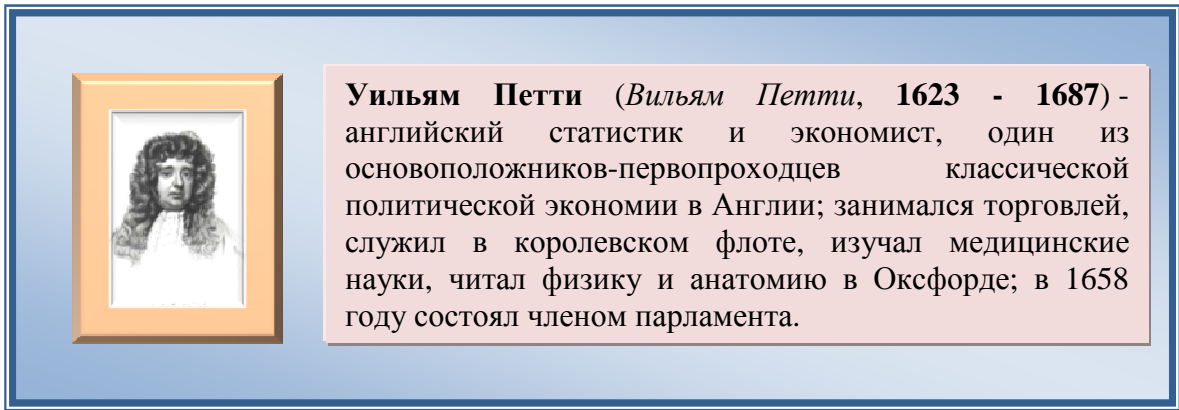 Уильям Петти (Вильям Петти, 1623 - 1687) -
английский статистик и экономист, один из
основоположников-первопроходцев классической
политической экономии в Англии; занимался торговлей,
служил в королевском флоте, изучал медицинские
науки, читал физику и анатомию в Оксфорде; в 1658
году состоял членом парламента.